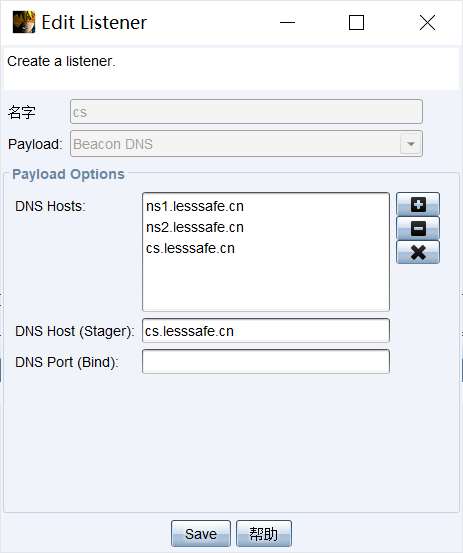 Edit Listener
Create a listener.
名字 cs
Payload: Beacon DNS
Payload Options
DNS Hosts: ns1.lesssafe.cn
ns2.lesssafe.cn
cs.lesssafe.cn
DNS Host (Stager): cs.lesssafe.cn
DNS Port (Bind):
Save 帮助